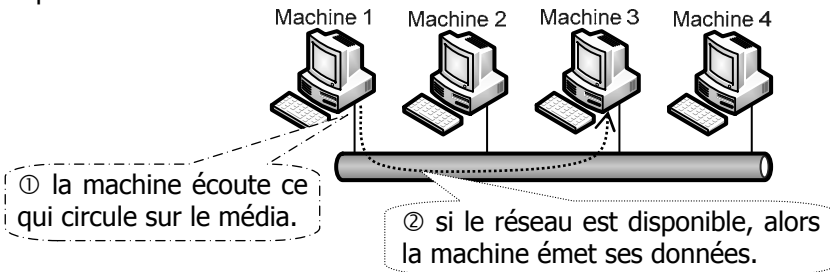 Machine 1 Machine 2 Machine 3 Machine 4
① la machine écoute ce
qui circule sur le média.
② si le réseau est disponible, alors
la machine émet ses données.